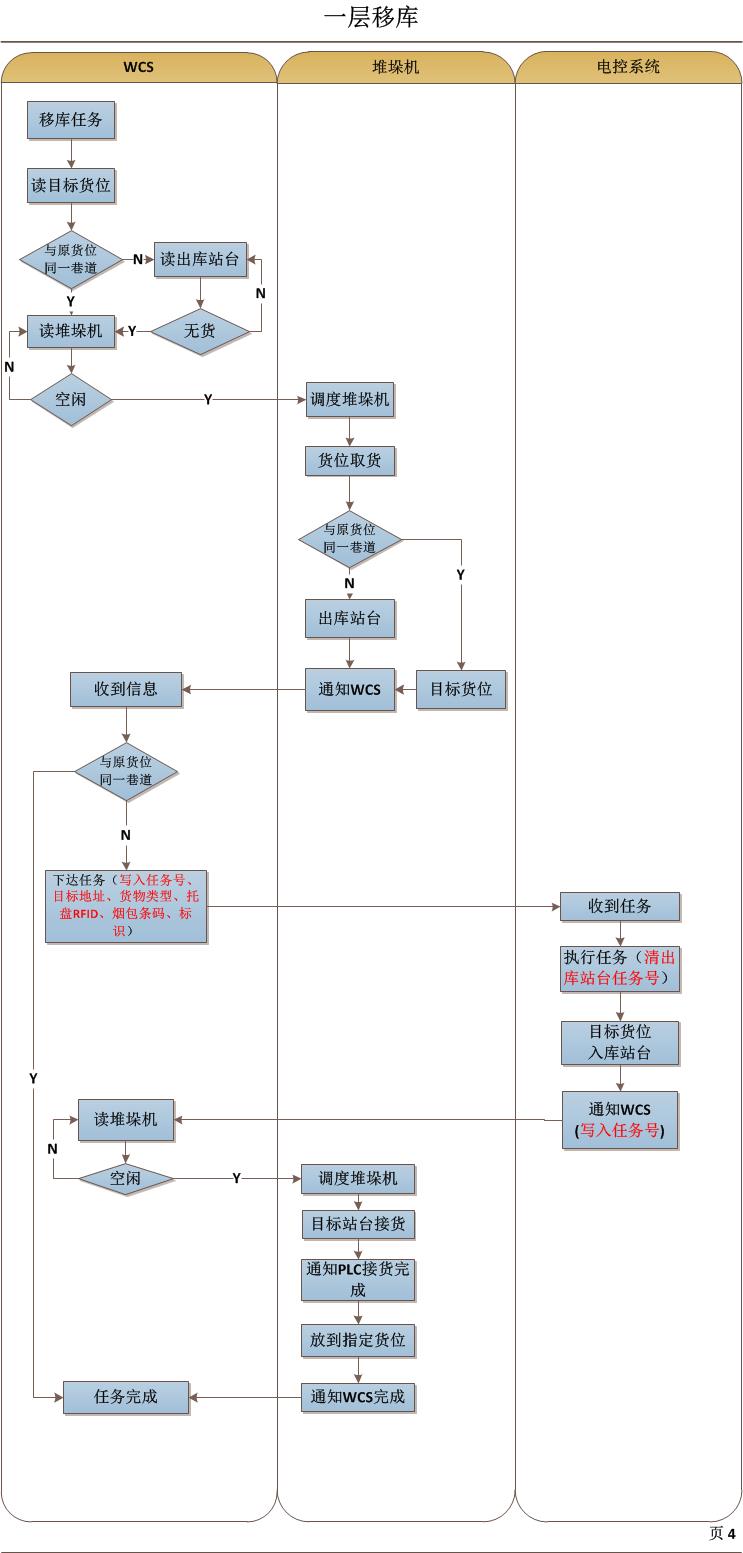 一层移库
WCS
堆垛机
电控系统
移库任务
读目标货位
与原货位
同一巷道
N
读出库站台
Y
N
读堆垛机
Y
无货
N
空闲
Y
调度堆垛机
货位取货
与原货位
同一巷道
Y
N
出库站台
收到信息
通知WCS
目标货位
与原货位
同一巷道
N
下达任务（写入任务号、
目标地址、货物类型、托
盘RFID、烟包条码、标
识）
收到任务
执行任务（清出
库站台任务号）
目标货位
入库站台
Y
读堆垛机
通知WCS
(写入任务号)
N
空闲
Y
调度堆垛机
目标站台接货
通知PLC接货完
成
放到指定货位
任务完成
通知WCS完成
页 4